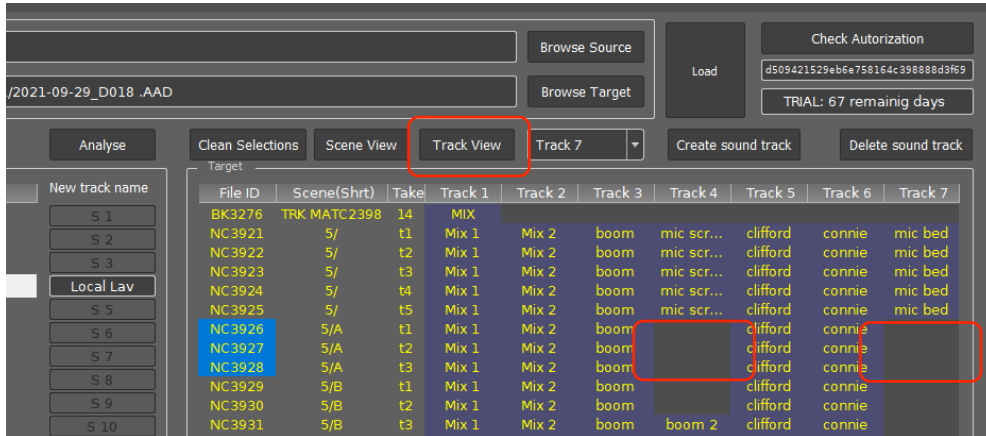 Browse Source
Check Autorization
Load
d509421529eb6e758164c398888d3f69
./2021-09-29_D018 .AAD
Browse Target
TRIAL: 67 remainig days
Analyse
Clean Selections
Scene View
Track View
Track 7
Create sound track
Delete sound track
New track name
Target
File ID Scene(Shrt) Take Track 1 Track 2 Track 3 Track 4 Track 5 Track 6 Track 7
S 1
BK3276 TRK MATC2398 14 MIX
S 2
NC3921 5/ t1 Mix 1 Mix 2 boom mic scr... clifford connie mic bed
NC3922 5/ t2 Mix 1 Mix 2 boom mic scr... clifford connie mic bed
S 3
NC3923 5/ t3 Mix 1 Mix 2 boom mic scr... clifford connie mic bed
Local Lav
NC3924 5/ t4 Mix 1 Mix 2 boom mic scr... clifford connie mic bed
S 5
NC3925 5/ t5 Mix 1 Mix 2 boom mic scr... clifford connie mic bed
S 6
NC3926 5/A t1 Mix 1 Mix 2 boom clifford connie
S 7
NC3927 5/A t2 Mix 1 Mix 2 boom clifford connie
NC3928 5/A t3 Mix 1 Mix 2 boom clifford connie
S 8
NC3929 5/B t1 Mix 1 Mix 2 boom clifford connie
S 9
NC3930 5/B t2 Mix 1 Mix 2 boom clifford connie
S 10
NC3931 5/B t3 Mix 1 Mix 2 boom boom 2 clifford connie